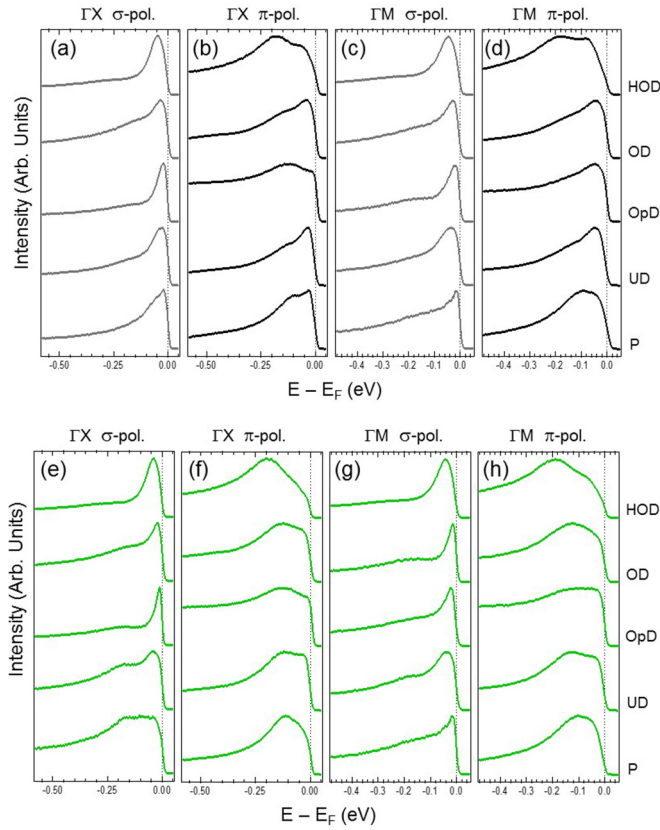 ΓX σ-pol. ΓX π-pol. ΓM σ-pol. ΓM π-pol.
(a) (b) (c) (d)
HOD
OD
OpD
UD
P
Intensity (Arb. Units)
-0.50 -0.25 0.00 -0.50 -0.25 0.00 -0.4 -0.3 -0.2 -0.1 0.0 -0.4 -0.3 -0.2 -0.1 0.0
E – EF (eV)
ΓX σ-pol. ΓX π-pol. ΓM σ-pol. ΓM π-pol.
(e) (f) (g) (h)
HOD
OD
OpD
UD
P
Intensity (Arb. Units)
-0.50 -0.25 0.00 -0.50 -0.25 0.00 -0.4 -0.3 -0.2 -0.1 0.0 -0.4 -0.3 -0.2 -0.1 0.0
E – EF (eV)